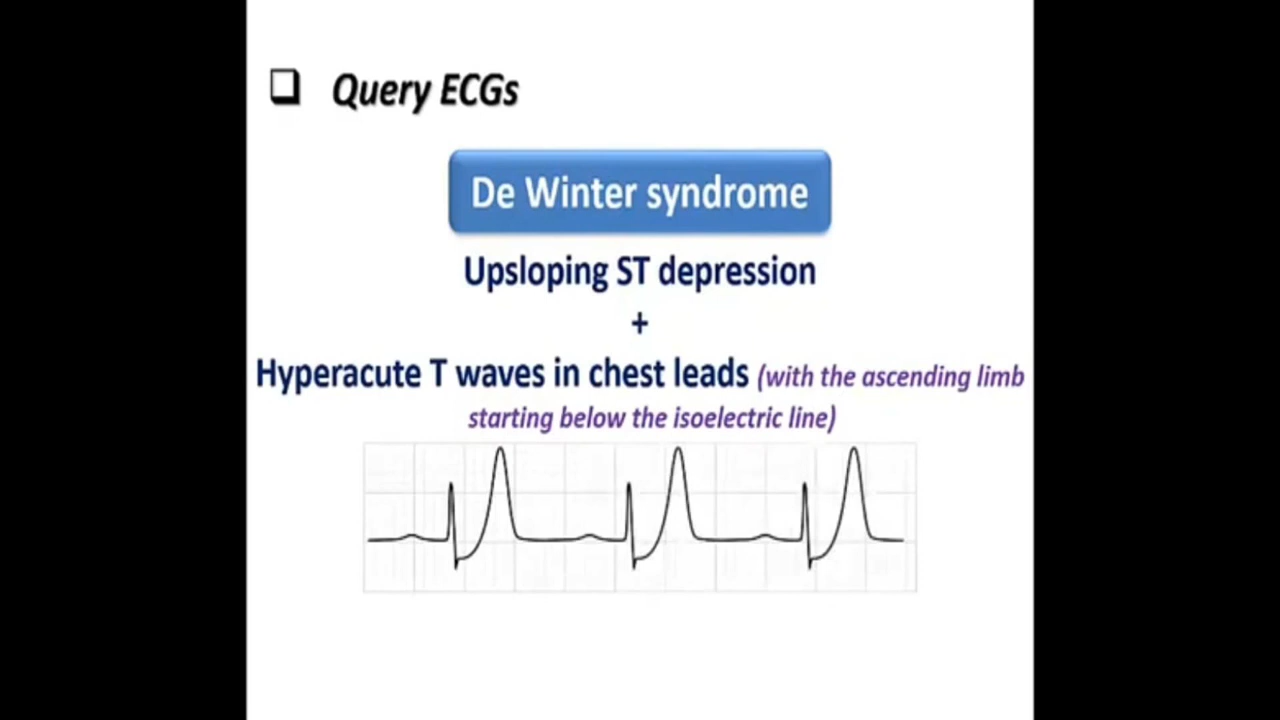 Query ECGs
De Winter syndrome
Upsloping ST depression
+
Hyperacute T waves in chest leads (with the ascending limb
starting below the isoelectric line)